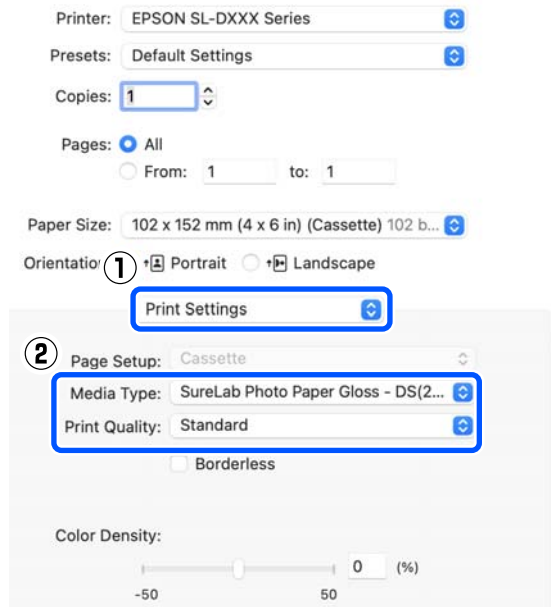 Printer: EPSON SL-DXXX Series
Presets: Default Settings
Copies: 1
Pages: All
From: 1 to: 1
Paper Size: 102 x 152 mm (4 x 6 in) (Cassette) 102 b...
Orientatio 1 Portrait Landscape
Print Settings
2
Page Setup: Cassette
Media Type: SureLab Photo Paper Gloss - DS(2...
Print Quality: Standard
Borderless
Color Density:
0 (%)
-50 50